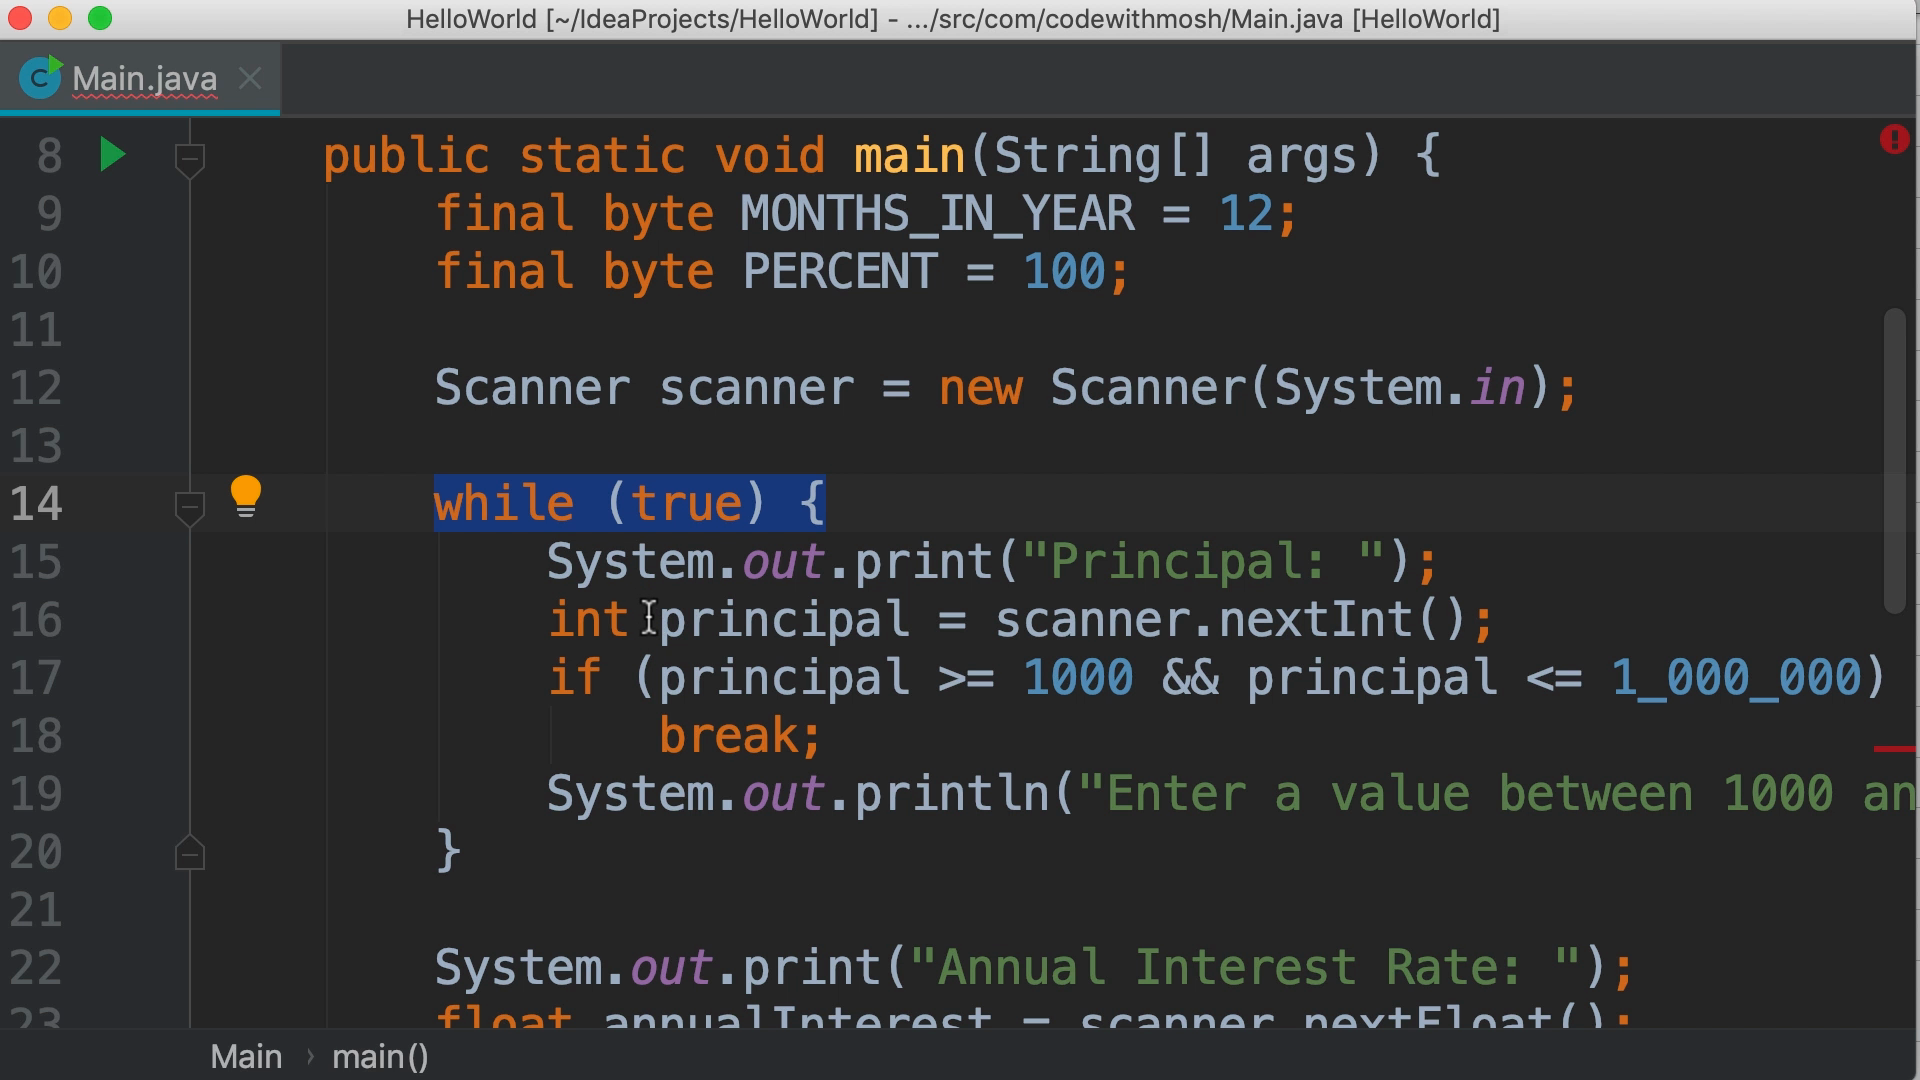 HelloWorld [~/IdeaProjects/HelloWorld] - .../src/com/codewithmosh/Main.java [HelloWorld]
Main.java
8 public static void main(String[] args) {
9 final byte MONTHS_IN_YEAR = 12;
10 final byte PERCENT = 100;
11
12 Scanner scanner = new Scanner(System.in);
13
14 while (true) {
15 System.out.print("Principal: ");
16 int principal = scanner.nextInt();
17 if (principal >= 1000 && principal <= 1_000_000)
18 break;
19 System.out.println("Enter a value between 1000 an
20 }
21
22 System.out.print("Annual Interest Rate: ");
23 float annualInterest = scanner.nextFloat();
Main › main()